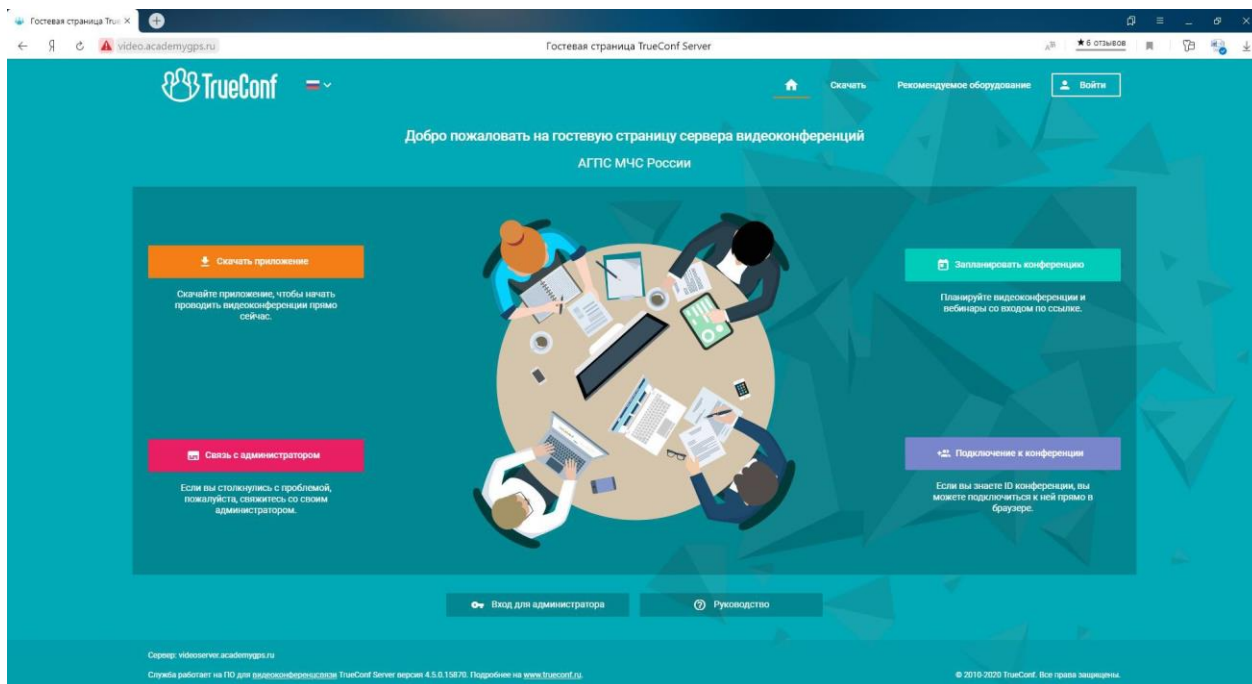 Гостевая страница Tru
video.academygps.ru
Гостевая страница TrueConf Server
★6 отзывов
TrueConf
Скачать
Рекомендуемое оборудование
Войти
Добро пожаловать на гостевую страницу сервера видеоконференций
АГПС МЧС России
Скачать приложение
Скачайте приложение, чтобы начать
проводить видеоконференции прямо
сейчас.
Запланировать конференцию
Планируйте видеоконференции и
вебинары со входом по ссылке.
Связь с администратором
Если вы столкнулись с проблемой,
пожалуйста, свяжитесь со своим
администратором.
Подключение к конференции
Если вы знаете ID конференции, вы
можете подключиться к ней прямо в
браузере.
Вход для администратора
Руководство
Сервер: videoserver.academygps.ru
Служба работает на ПО для видеоконференцсвязи TrueConf Server версии 4.5.0.15870. Подробнее на www.trueconf.ru.
© 2010-2020 TrueConf. Все права защищены.